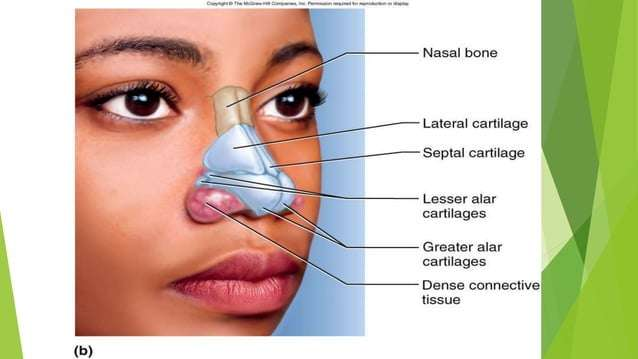 Copyright © The McGraw-Hill Companies, Inc. Permission required for reproduction or display.
Nasal bone
Lateral cartilage
Septal cartilage
Lesser alar
cartilages
Greater alar
cartilages
Dense connective
tissue
(b)